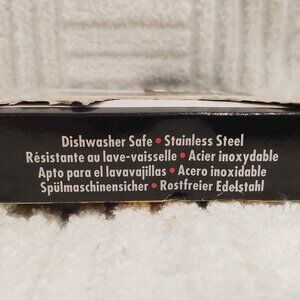 Dishwasher Safe • Stainless Steel
Résistante au lave-vaisselle • Acier inoxydable
Apto para el lavavajillas • Acero inoxidable
Spülmaschinensicher • Rostfreier Edelstahl